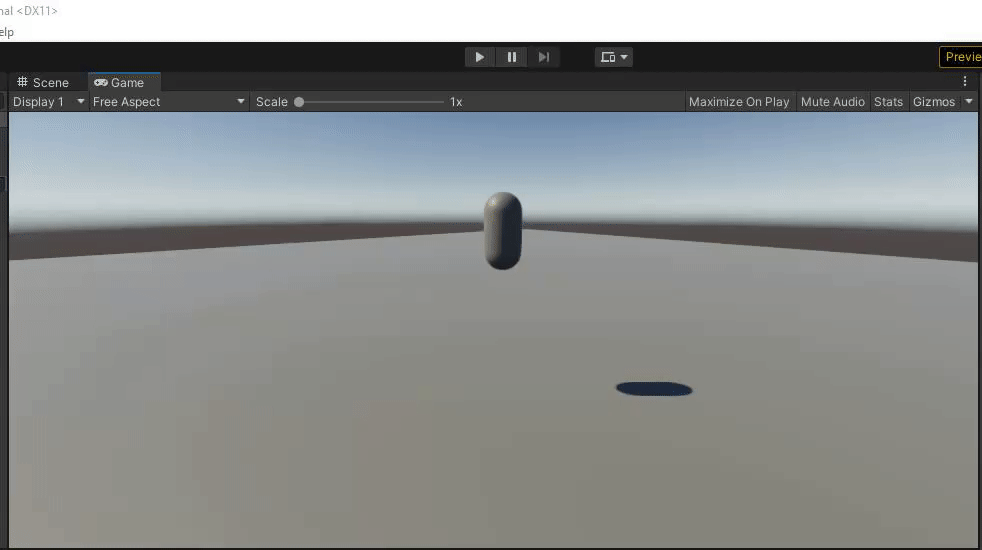 nal <DX11>
elp
Previe
Scene Game
Display 1 Free Aspect Scale 1x Maximize On Play Mute Audio Stats Gizmos